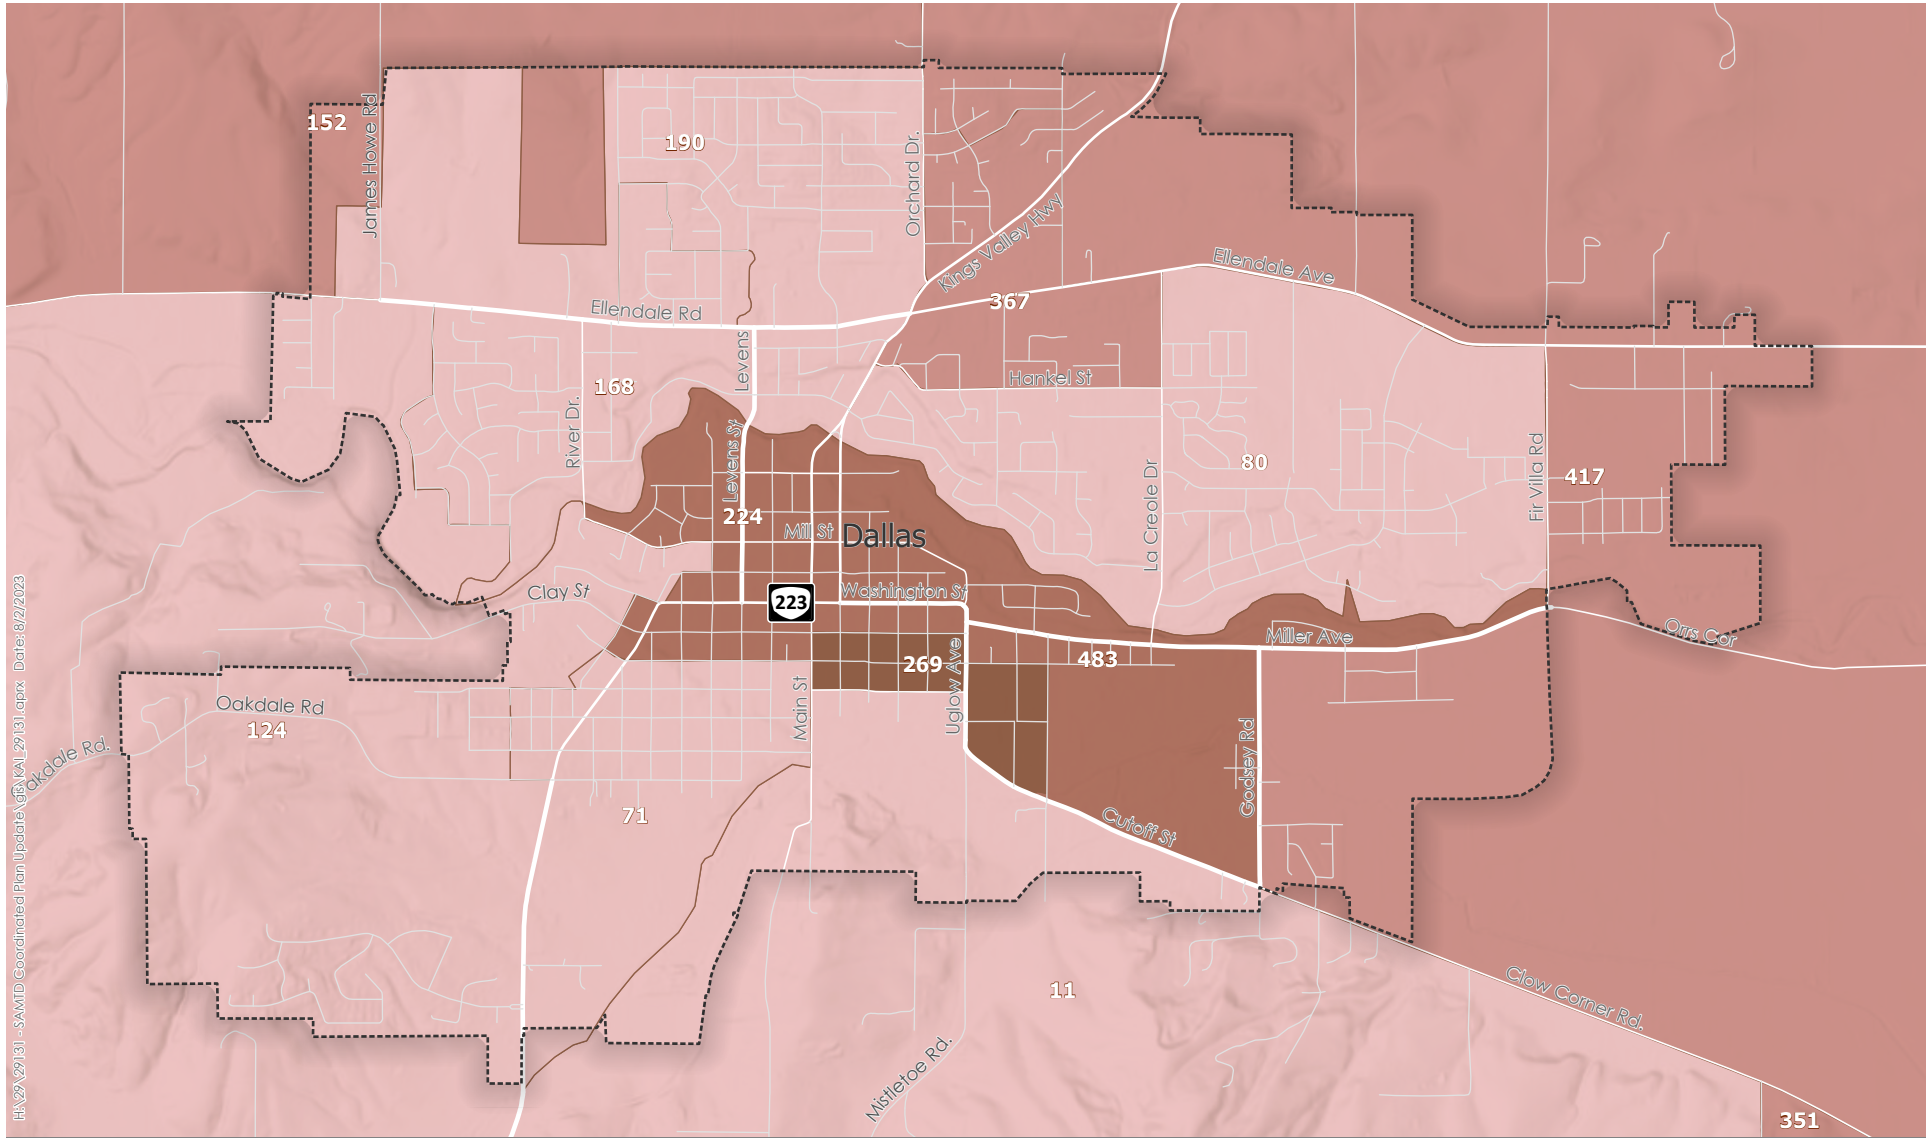 152
James Howe Rd
190
Orchard Dr.
Kings Valley Hwy
Ellendale Ave
Ellendale Rd
367
Levens
168
Hankel St
River Dr.
Levens St
La Creole Dr
80
Fir Villa Rd
417
224
Mill St
Dallas
Clay St
223
Washington St
Miller Ave
Orrs Cor
269
Uglow Ave
483
Oakdale Rd
124
Main St
Godsey Rd
Oakdale Rd.
71
Cutoff St
11
Clow Corner Rd.
Mistletoe Rd.
351
H:\29\29131 - SAMTD Coordinated Plan Update\gis\KAI_29131.aprx Date: 8/2/2023